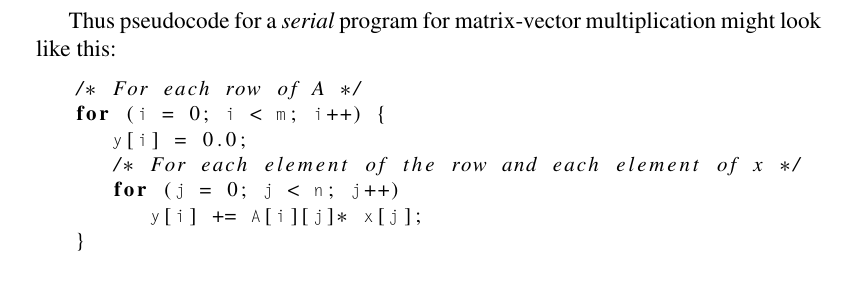 Thus pseudocode for a serial program for matrix-vector multiplication might look
like this:
/* For each row of A */
for (i = 0; i < m; i++) {
y[i] = 0.0;
/* For each element of the row and each element of x */
for (j = 0; j < n; j++)
y[i] += A[i][j]* x[j];
}